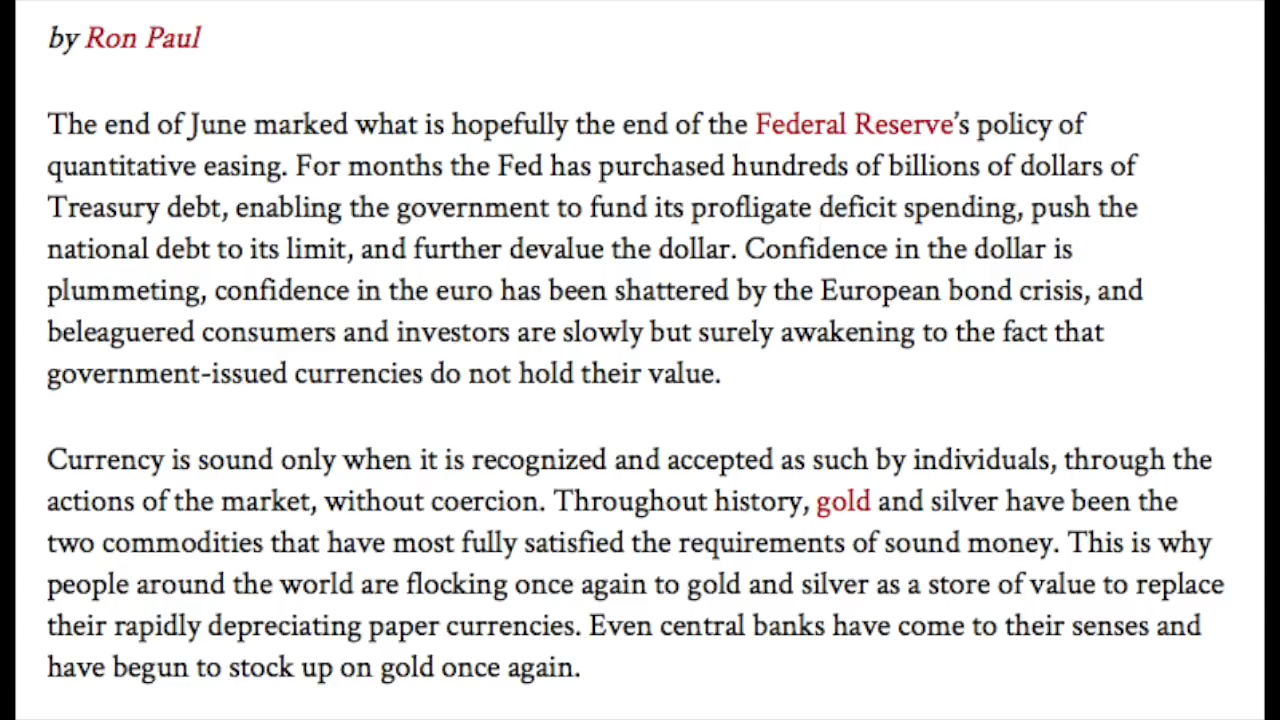 by Ron Paul
The end of June marked what is hopefully the end of the Federal Reserve’s policy of
quantitative easing. For months the Fed has purchased hundreds of billions of dollars of
Treasury debt, enabling the government to fund its profligate deficit spending, push the
national debt to its limit, and further devalue the dollar. Confidence in the dollar is
plummeting, confidence in the euro has been shattered by the European bond crisis, and
beleaguered consumers and investors are slowly but surely awakening to the fact that
government-issued currencies do not hold their value.
Currency is sound only when it is recognized and accepted as such by individuals, through the
actions of the market, without coercion. Throughout history, gold and silver have been the
two commodities that have most fully satisfied the requirements of sound money. This is why
people around the world are flocking once again to gold and silver as a store of value to replace
their rapidly depreciating paper currencies. Even central banks have come to their senses and
have begun to stock up on gold once again.